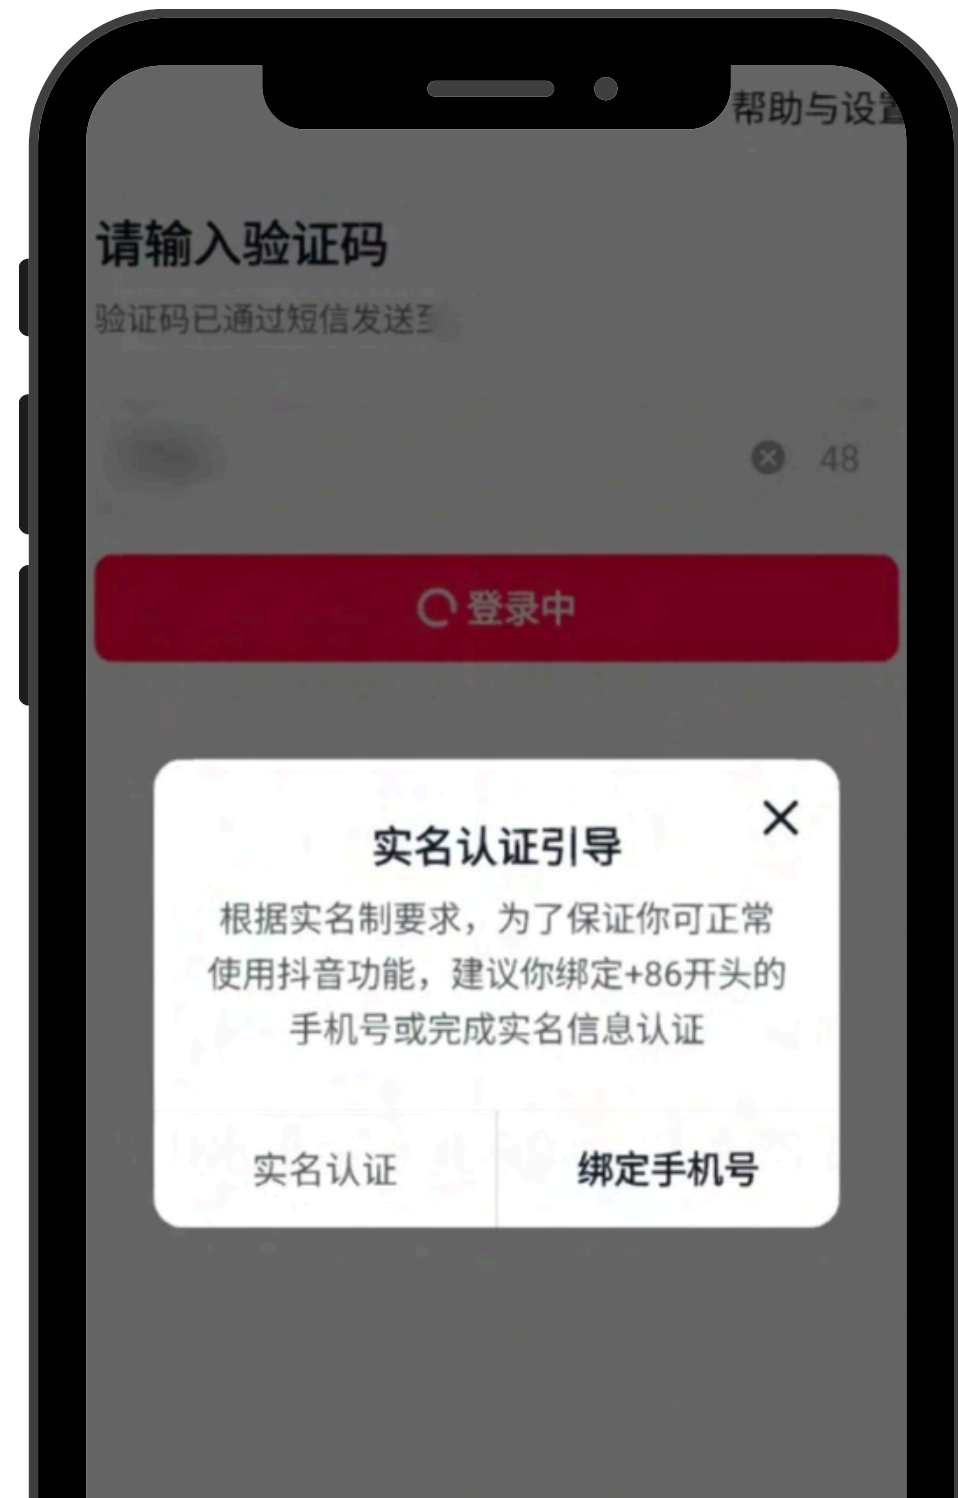 帮助与设置
请输入验证码
验证码已通过短信发送至
48
登录中
实名认证引导
根据实名制要求，为了保证你可正常
使用抖音功能，建议你绑定+86开头的
手机号或完成实名信息认证
实名认证
绑定手机号